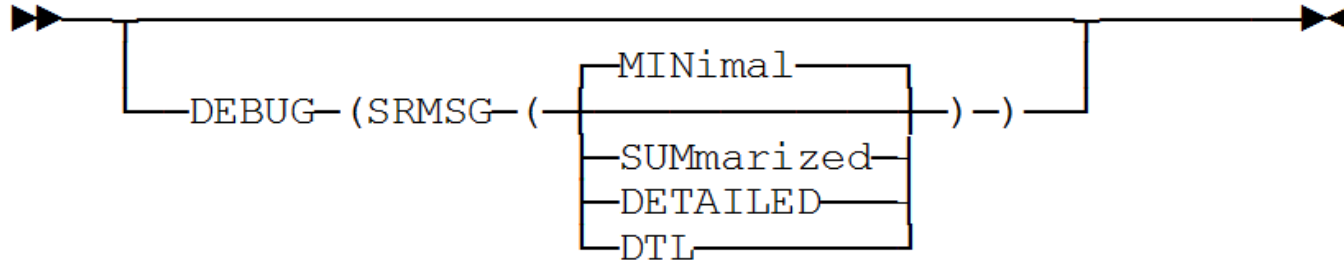 MINimal
DEBUG (SRMSG ( ) )
SUMmarized
DETAILED
DTL